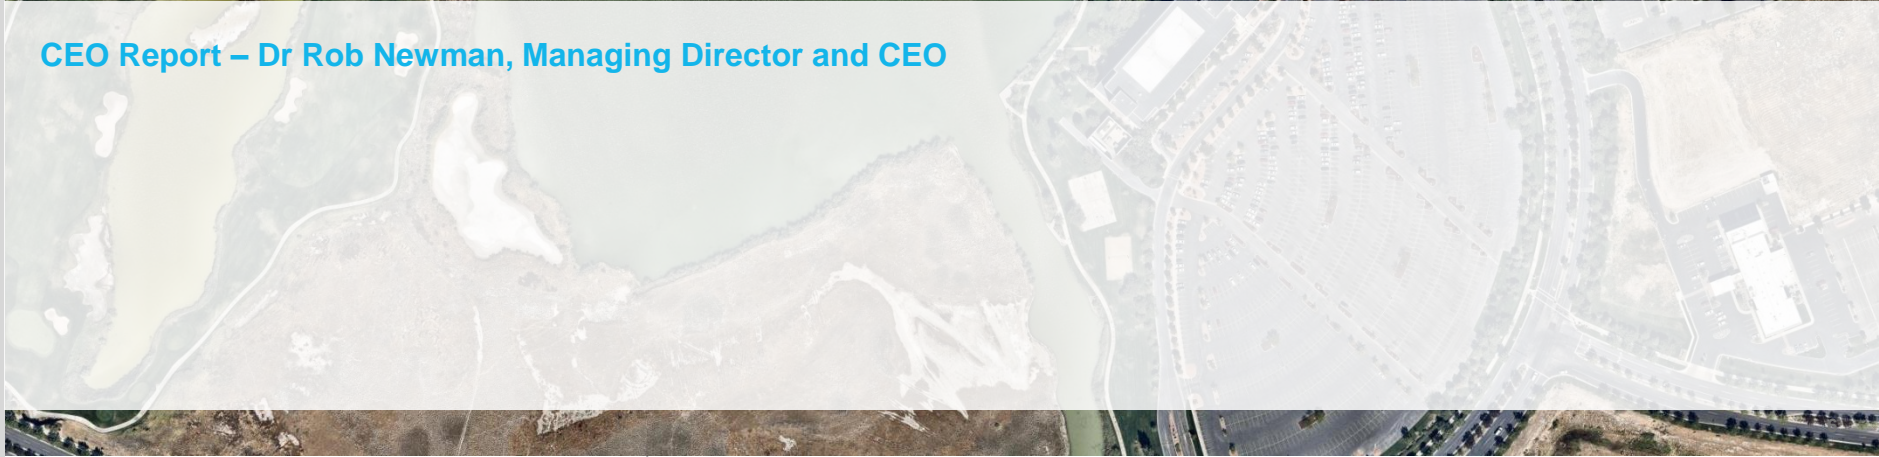 CEO Report – Dr Rob Newman, Managing Director and CEO